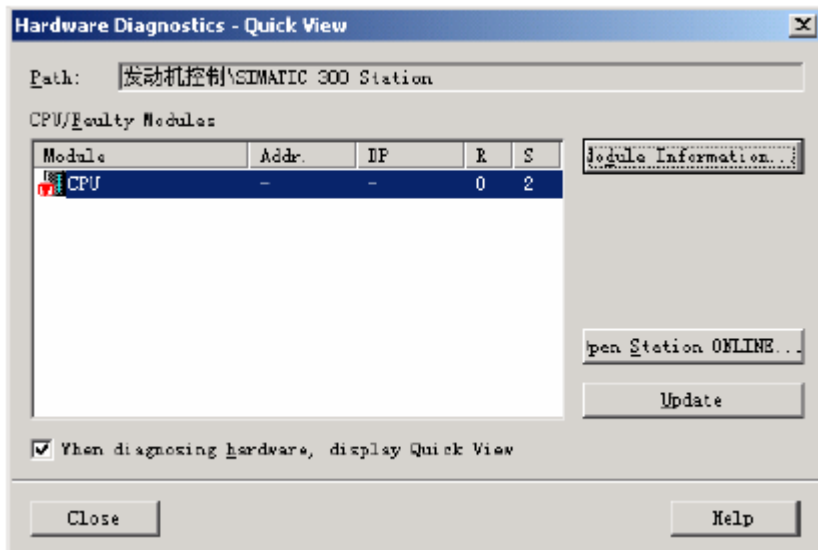 Hardware Diagnostics - Quick View
Path: 发动机控制\SIMATIC 300 Station
CPU/Faulty Modules
Module Addr. DP R S
CPU - - 0 2
Module Information...
Open Station ONLINE...
Update
When diagnosing hardware, display Quick View
Close Help